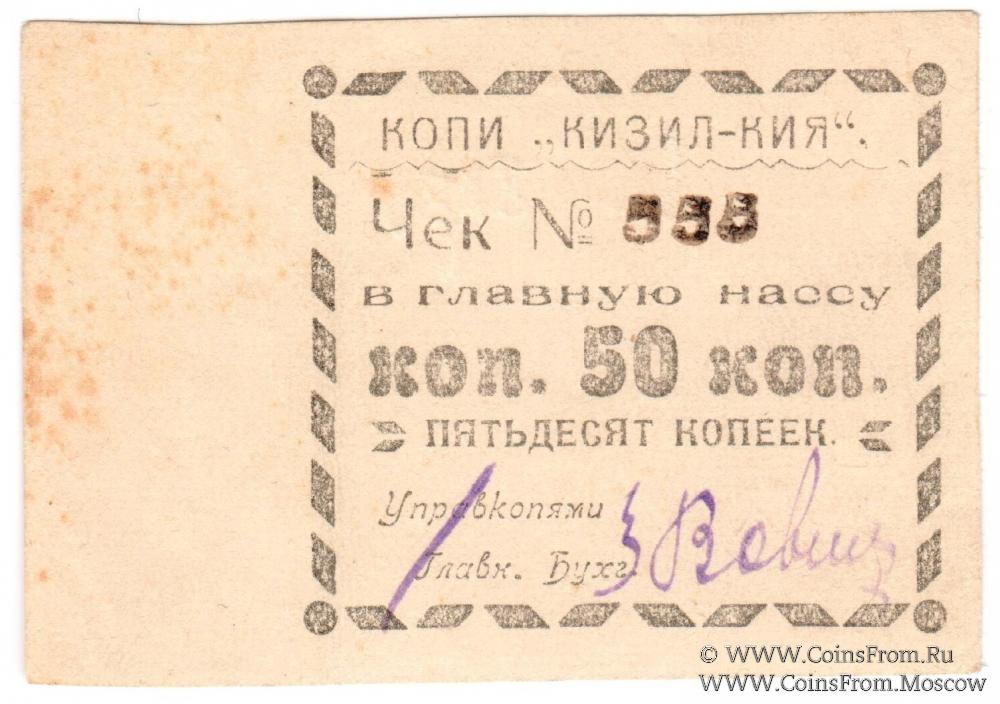 КОПИ „КИЗИЛ-КИЯ“.
Чек № 555
в главную кассу
коп. 50 коп.
ПЯТЬДЕСЯТ КОПЕЕК.
Управкопями
Главн. Бухг.
© WWW.CoinsFrom.Ru
WWW.CoinsFrom.Moscow